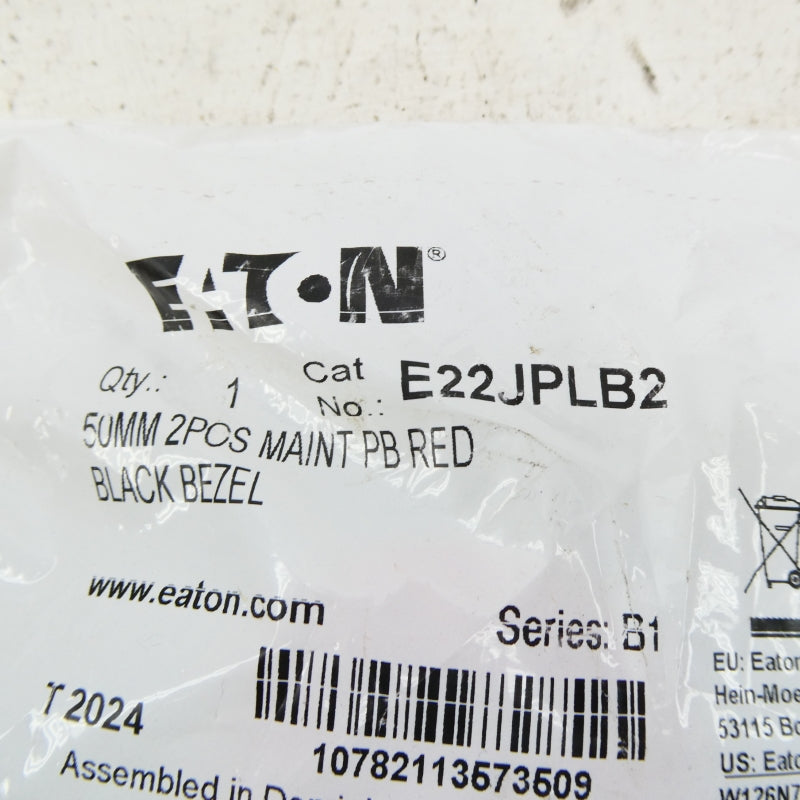 EATON®
Qty.: 1 Cat No.: E22JPLB2
50MM 2PCS MAINT PB RED
BLACK BEZEL
www.eaton.com
Series: B1
T 2024
10782113573509
Assembled in
EU: Eaton
Hein-Moe
53115 Bo
US: Eato
W126N7